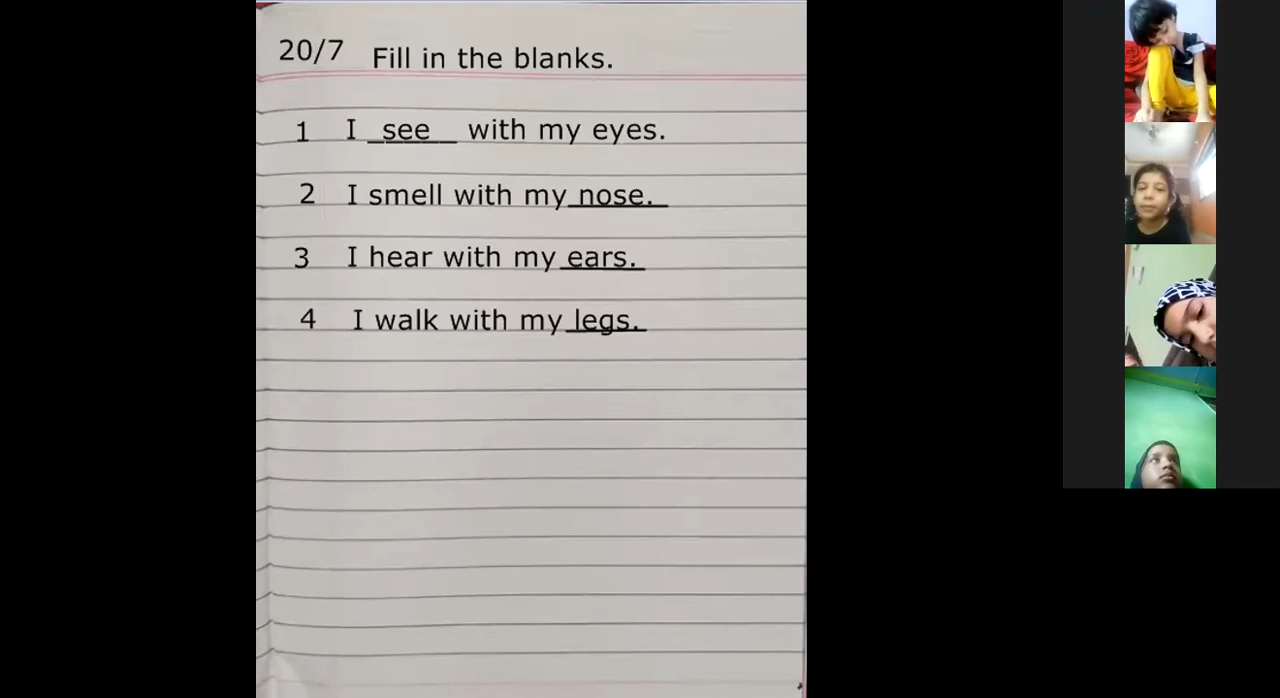 20/7 Fill in the blanks.
1 I see with my eyes.
2 I smell with my nose.
3 I hear with my ears.
4 I walk with my legs.